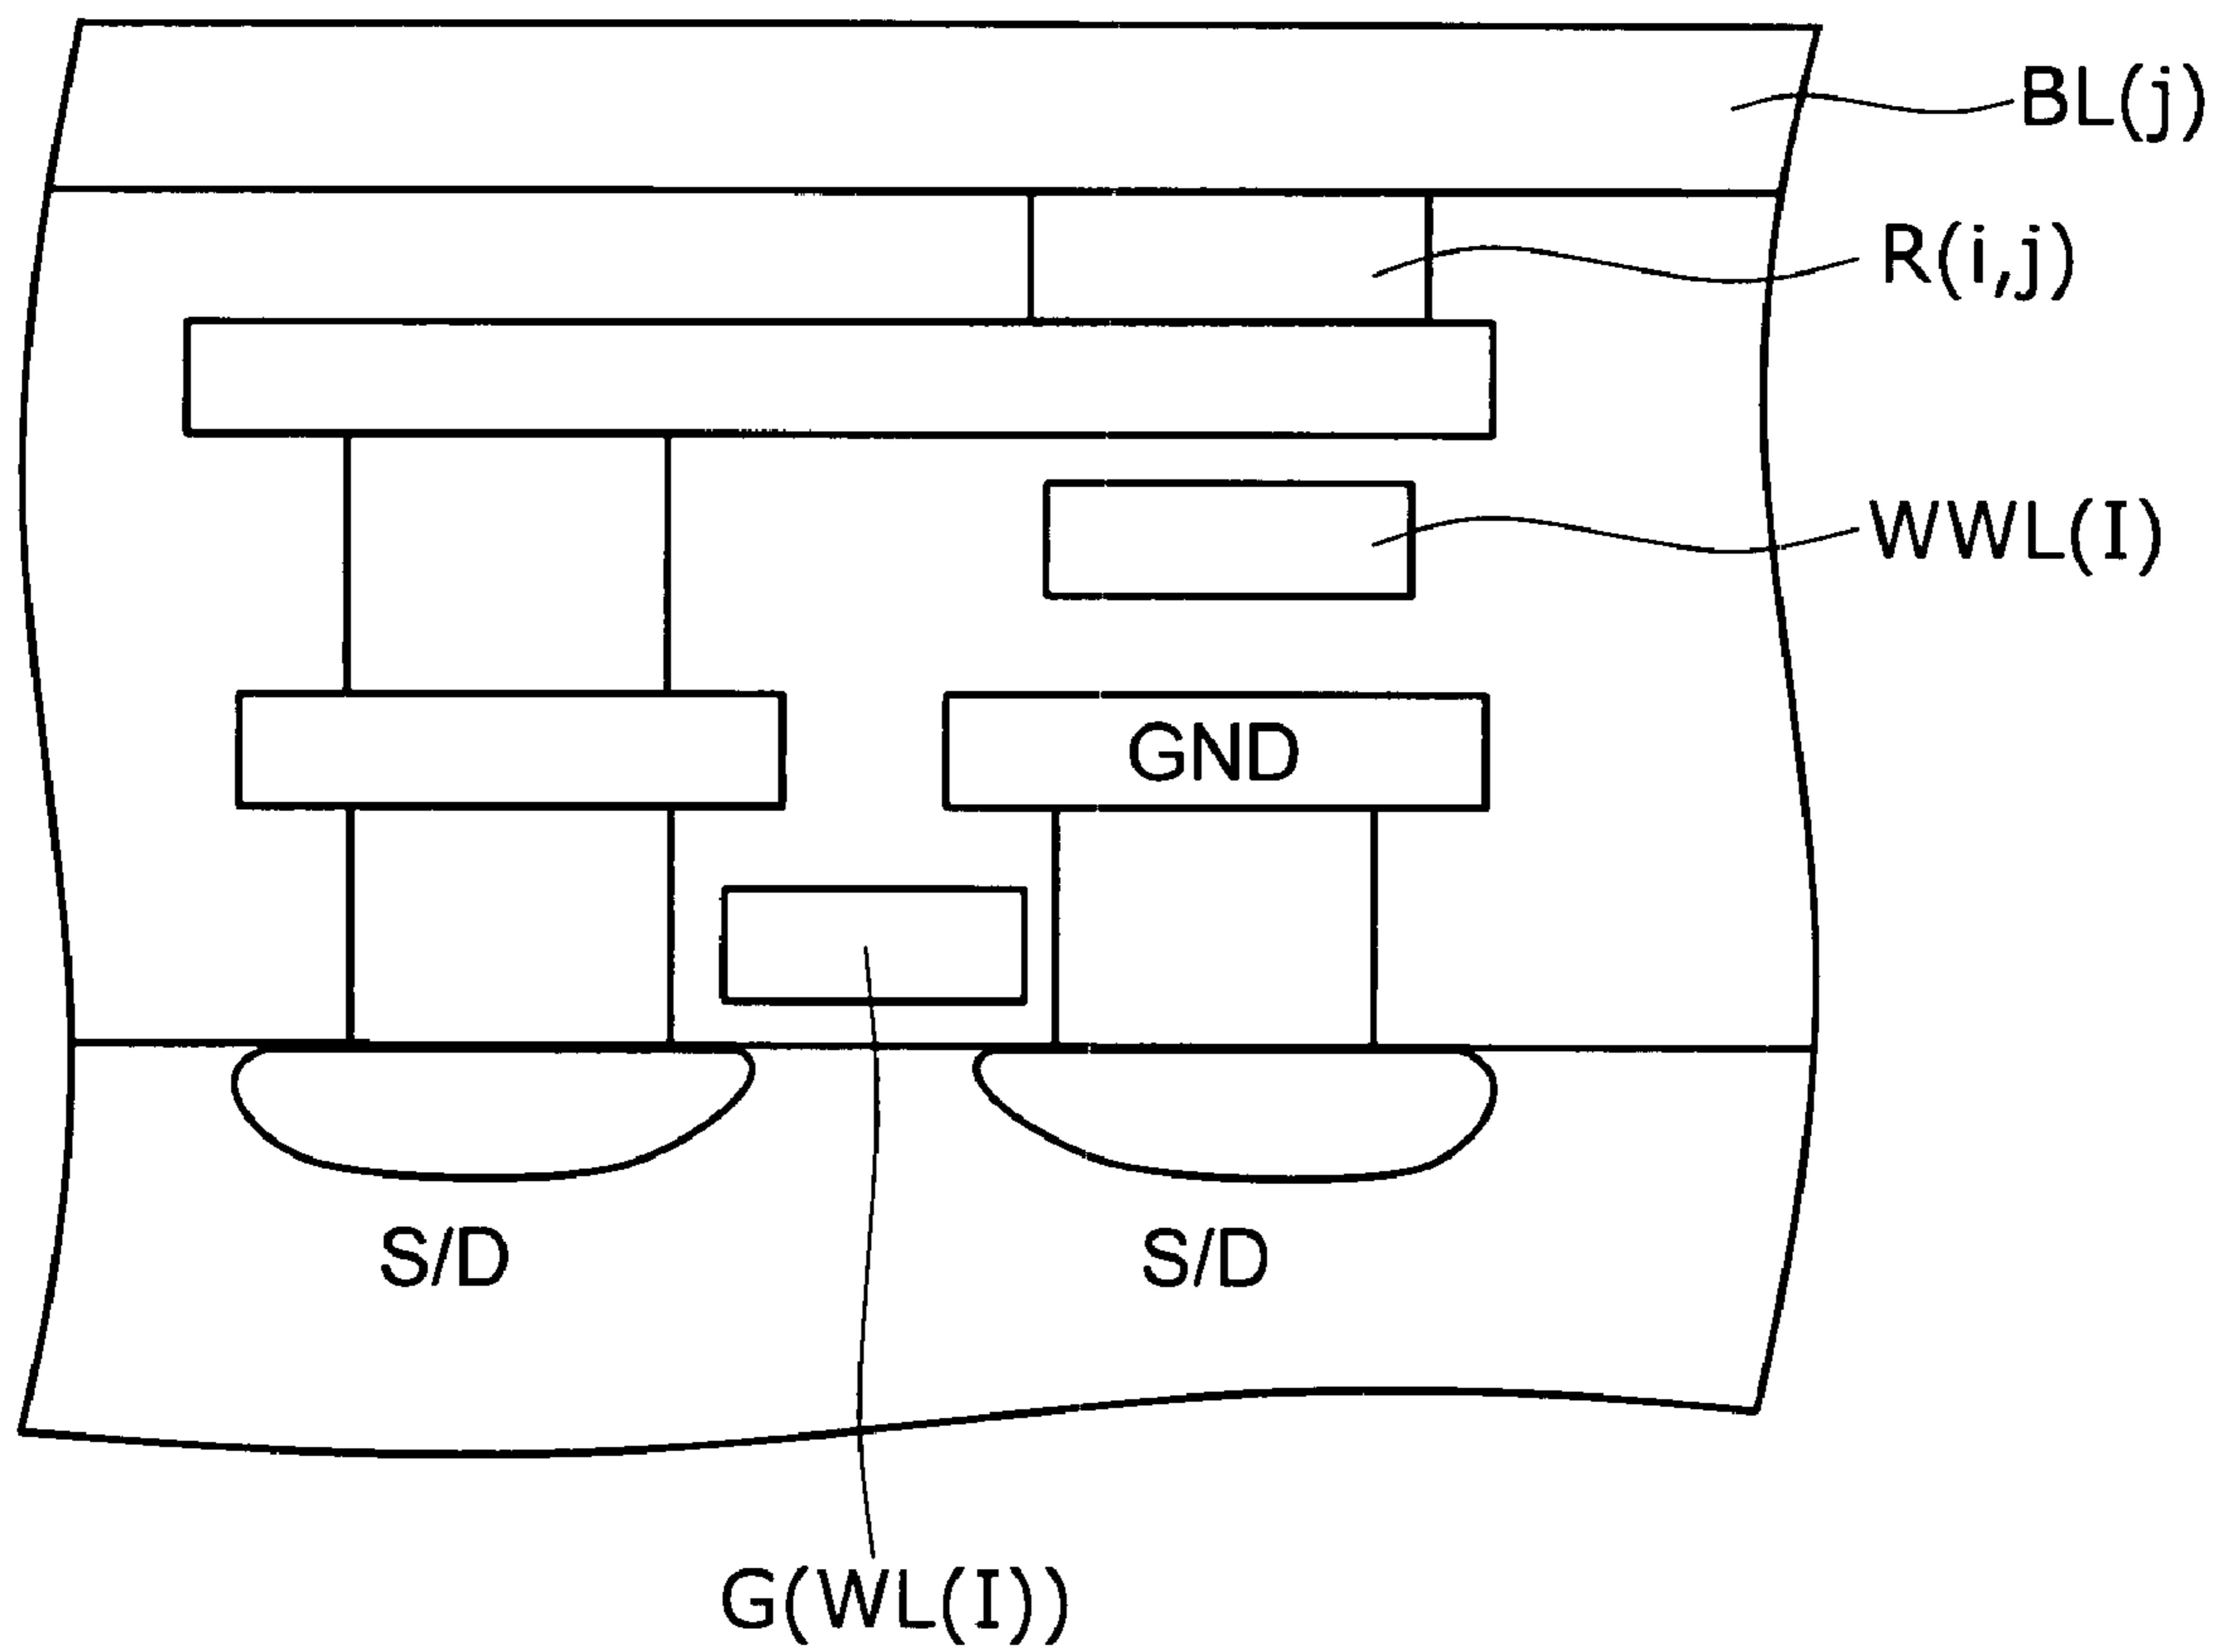 BL(j)
R(i,j)
WWL(I)
GND
S/D
S/D
G(WL(I))